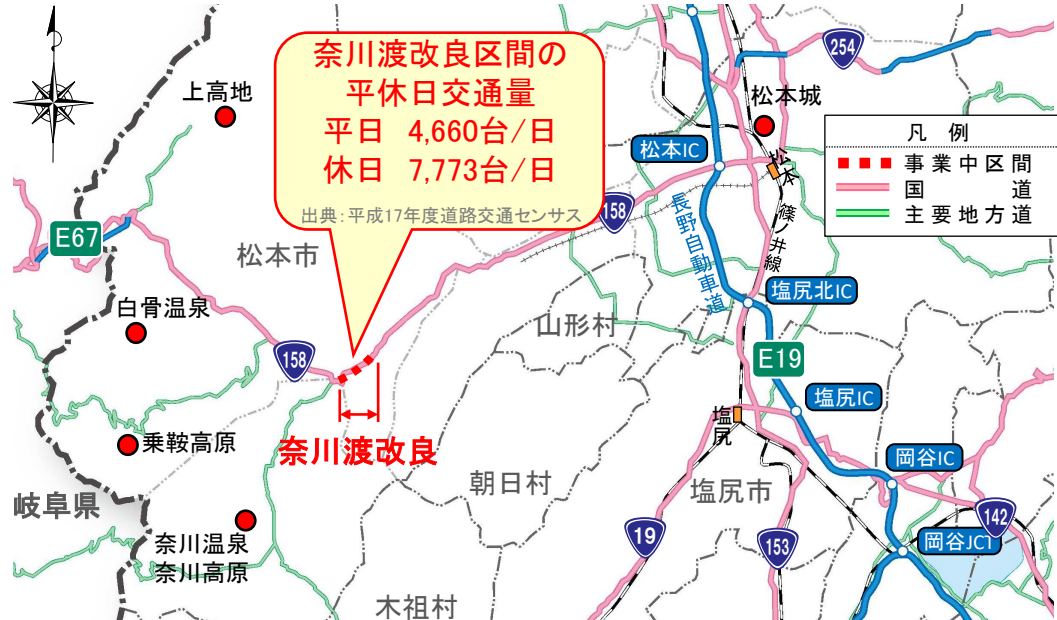 奈川渡改良区間の
平休日交通量
平日 4,660台/日
休日 7,773台/日
出典:平成17年度道路交通センサス
上高地
254
松本城
松本IC
松本
凡 例
事業中区間
国 道
主要地方道
158
E67
松本市
長野自動車道
篠ノ井線
白骨温泉
塩尻北IC
山形村
158
E19
塩尻IC
塩尻
奈川渡改良
乗鞍高原
岡谷IC
朝日村
塩尻市
岐阜県
奈川温泉
奈川高原
19
153
142
岡谷JCT
木祖村